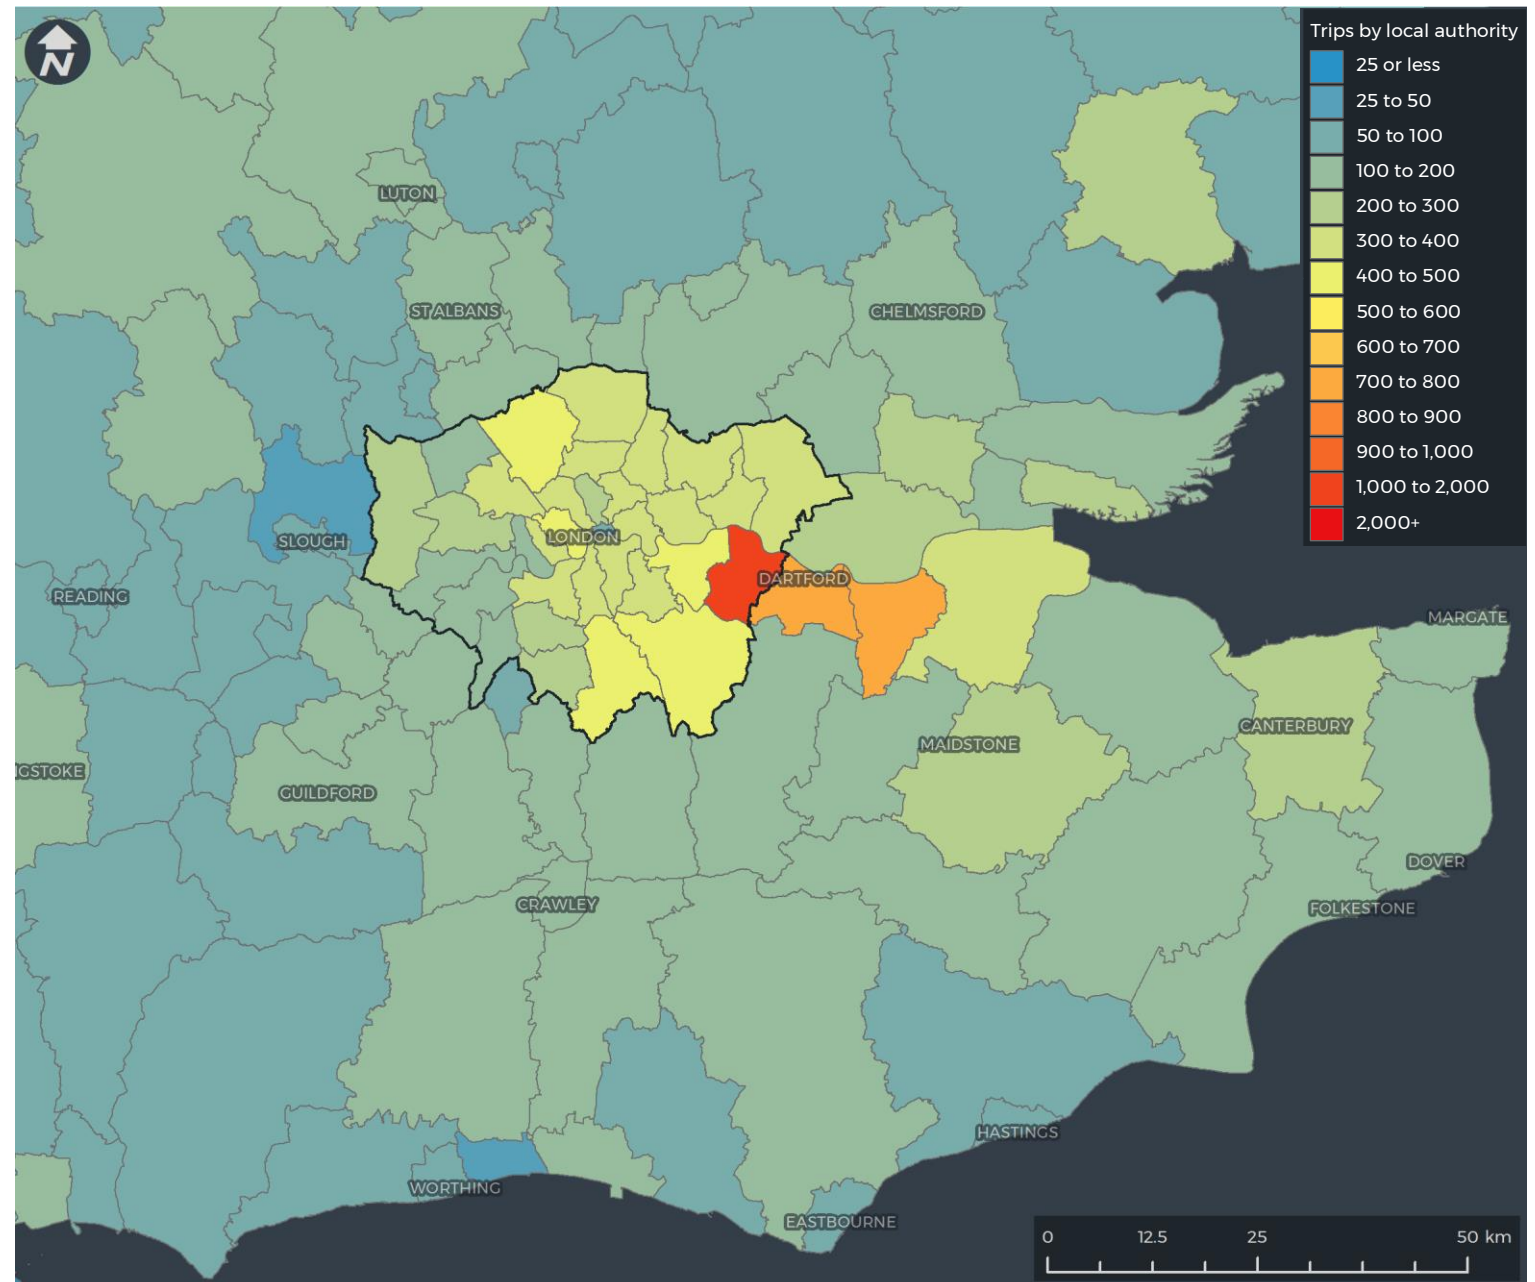 N
Trips by local authority
25 or less
25 to 50
50 to 100
100 to 200
200 to 300
300 to 400
400 to 500
500 to 600
600 to 700
700 to 800
800 to 900
900 to 1,000
1,000 to 2,000
2,000+
LUTON
ST ALBANS
CHELMSFORD
SLOUGH
LONDON
DARTFORD
READING
MARGATE
CANTERBURY
MAIDSTONE
GSTOKE
GUILDFORD
DOVER
CRAWLEY
FOLKESTONE
HASTINGS
WORTHING
EASTBOURNE
0 12.5 25 50 km